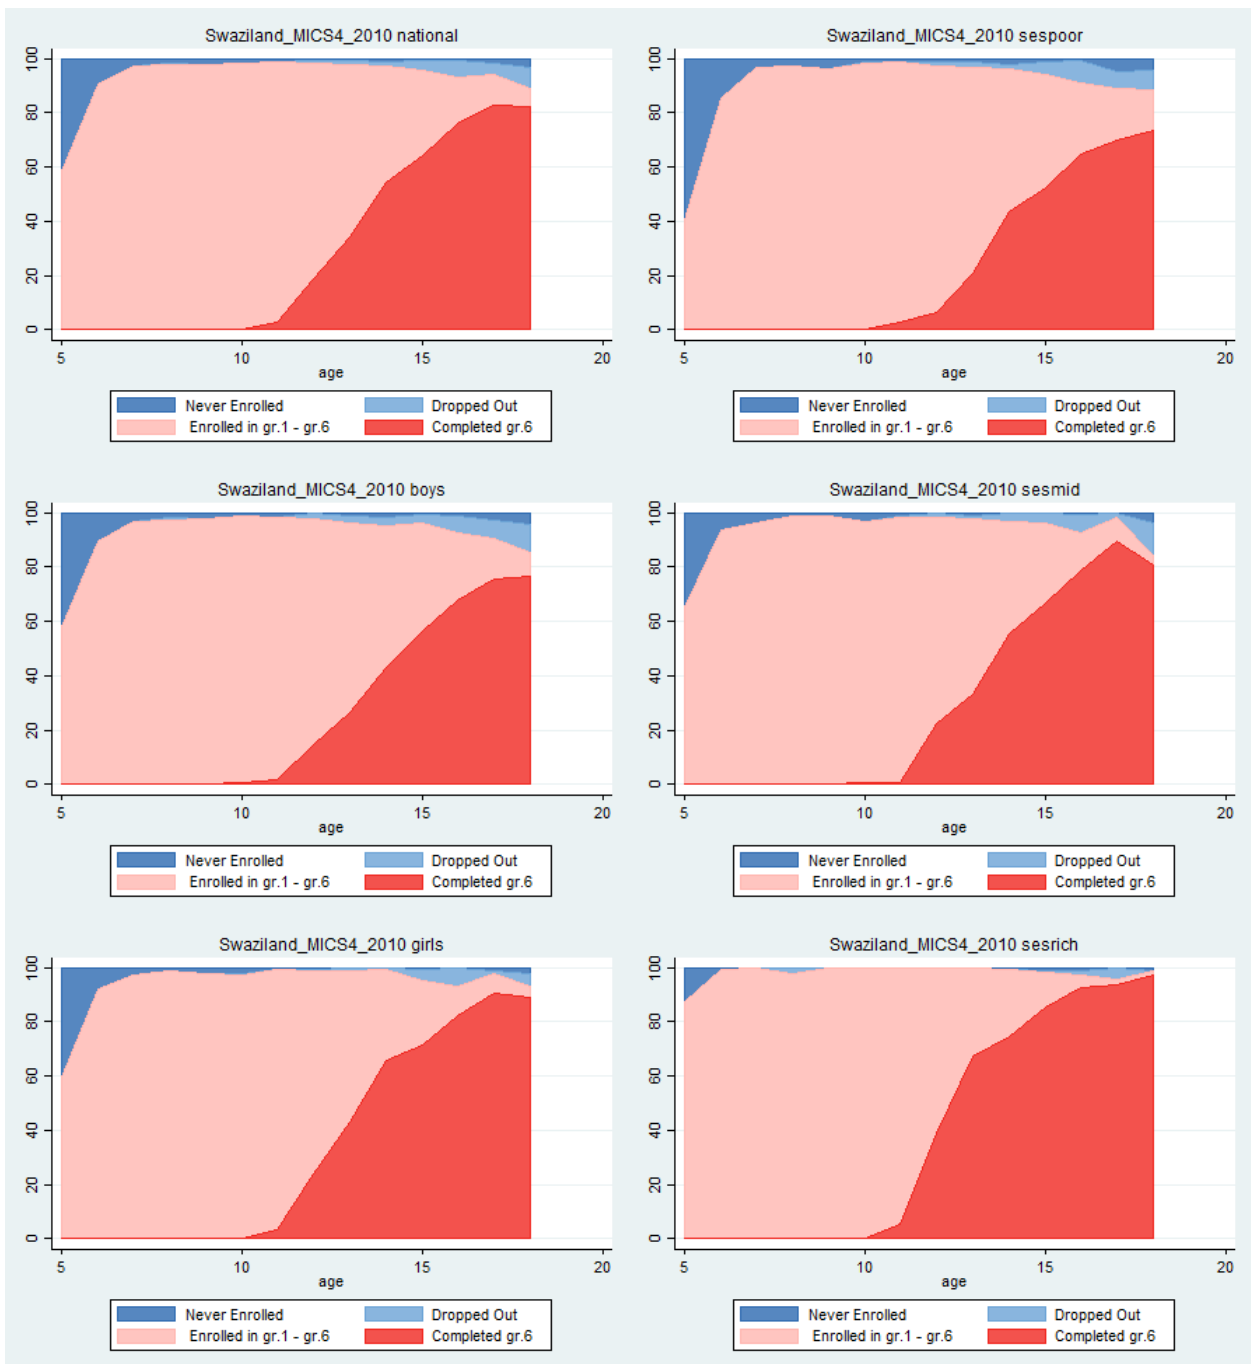 Swaziland_MICS4_2010 national
100
80
60
40
20
0
5 10 15 20
age
Never Enrolled Dropped Out
Enrolled in gr.1 - gr.6 Completed gr.6
Swaziland_MICS4_2010 sespoor
100
80
60
40
20
0
5 10 15 20
age
Never Enrolled Dropped Out
Enrolled in gr.1 - gr.6 Completed gr.6
Swaziland_MICS4_2010 boys
100
80
60
40
20
0
5 10 15 20
age
Never Enrolled Dropped Out
Enrolled in gr.1 - gr.6 Completed gr.6
Swaziland_MICS4_2010 sesmid
100
80
60
40
20
0
5 10 15 20
age
Never Enrolled Dropped Out
Enrolled in gr.1 - gr.6 Completed gr.6
Swaziland_MICS4_2010 girls
100
80
60
40
20
0
5 10 15 20
age
Never Enrolled Dropped Out
Enrolled in gr.1 - gr.6 Completed gr.6
Swaziland_MICS4_2010 sesrich
100
80
60
40
20
0
5 10 15 20
age
Never Enrolled Dropped Out
Enrolled in gr.1 - gr.6 Completed gr.6